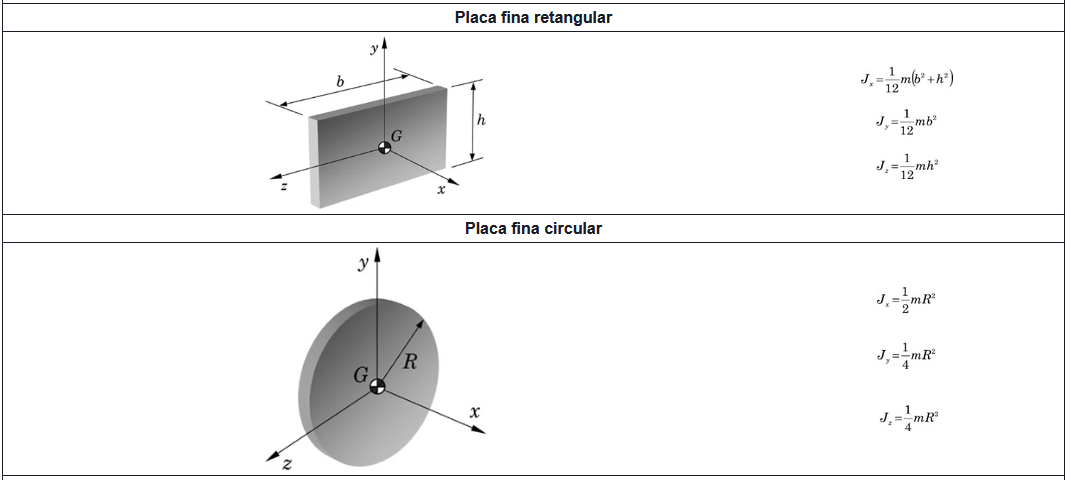 Placa fina retangular
y
b
h
G
z
x
J_x = 1/12 m(b² + h²)
J_y = 1/12 mb²
J_z = 1/12 mh²
Placa fina circular
y
R
G
x
z
J_x = 1/2 mR²
J_y = 1/4 mR²
J_z = 1/4 mR²